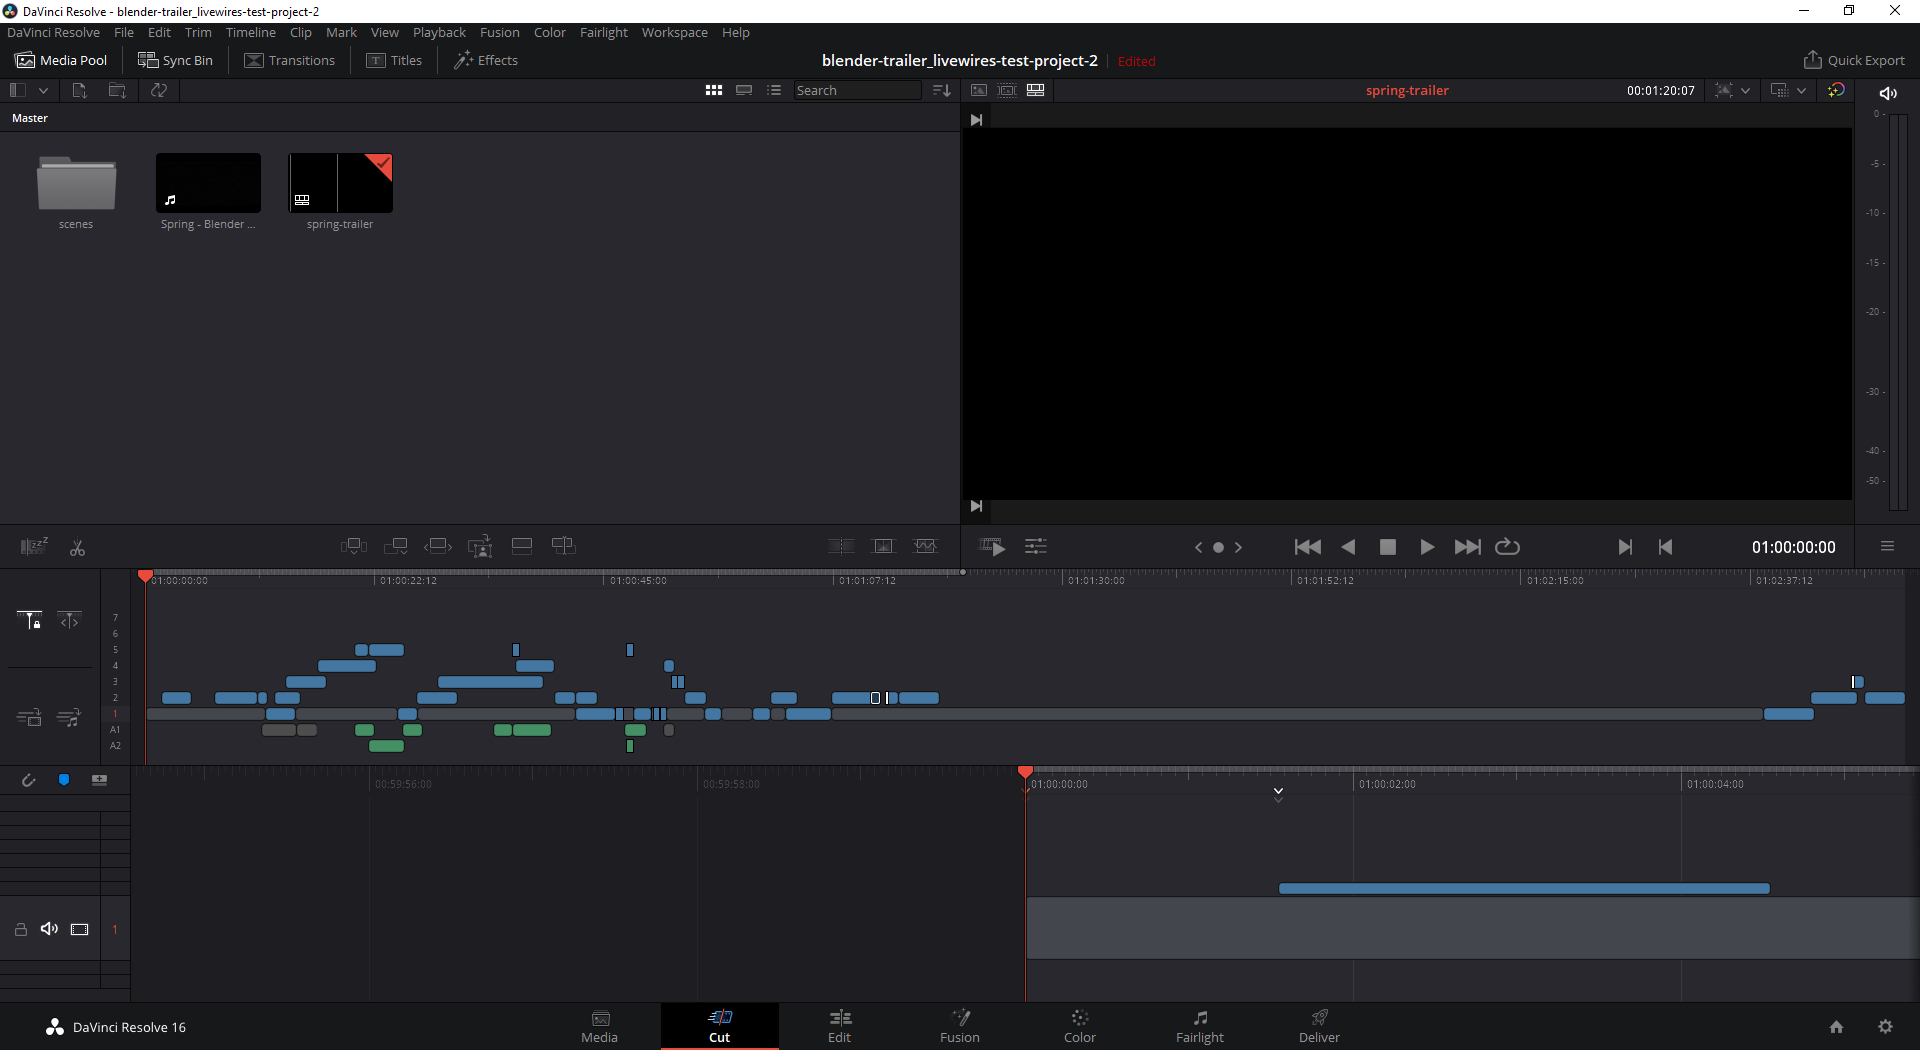 DaVinci Resolve - blender-trailer_livewires-test-project-2
DaVinci Resolve File Edit Trim Timeline Clip Mark View Playback Fusion Color Fairlight Workspace Help
Media Pool Sync Bin Transitions Titles Effects blender-trailer_livewires-test-project-2 Edited Quick Export
Search spring-trailer 00:01:20:07
Master
scenes Spring - Blender ... spring-trailer
0
-5
-10
-15
-20
-30
-40
-50
01:00:00:00
01:00:00:00 01:00:22:12 01:00:45:00 01:01:07:12 01:01:30:00 01:01:52:12 01:02:15:00 01:02:37:12
7
6
5
4
3
2
1
A1
A2
00:59:56:00 00:59:58:00 01:00:00:00 01:00:02:00 01:00:04:00
1
DaVinci Resolve 16 Media Cut Edit Fusion Color Fairlight Deliver